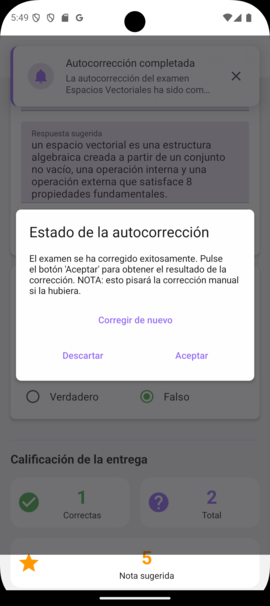 5:49
G
Autocorrección completada
La autocorrección del examen
Espacios Vectoriales ha sido com...
Respuesta sugerida
un espacio vectorial es una estructura
algebraica creada a partir de un conjunto
no vacío, una operación interna y una
operación externa que satisface 8
propiedades fundamentales.
Estado de la autocorrección
El examen se ha corregido exitosamente. Pulse
el botón 'Aceptar' para obtener el resultado de la
corrección. NOTA: esto pisará la corrección manual
si la hubiera.
Corregir de nuevo
Descartar Aceptar
Verdadero Falso
Calificación de la entrega
1 2
Correctas Total
5
Nota sugerida